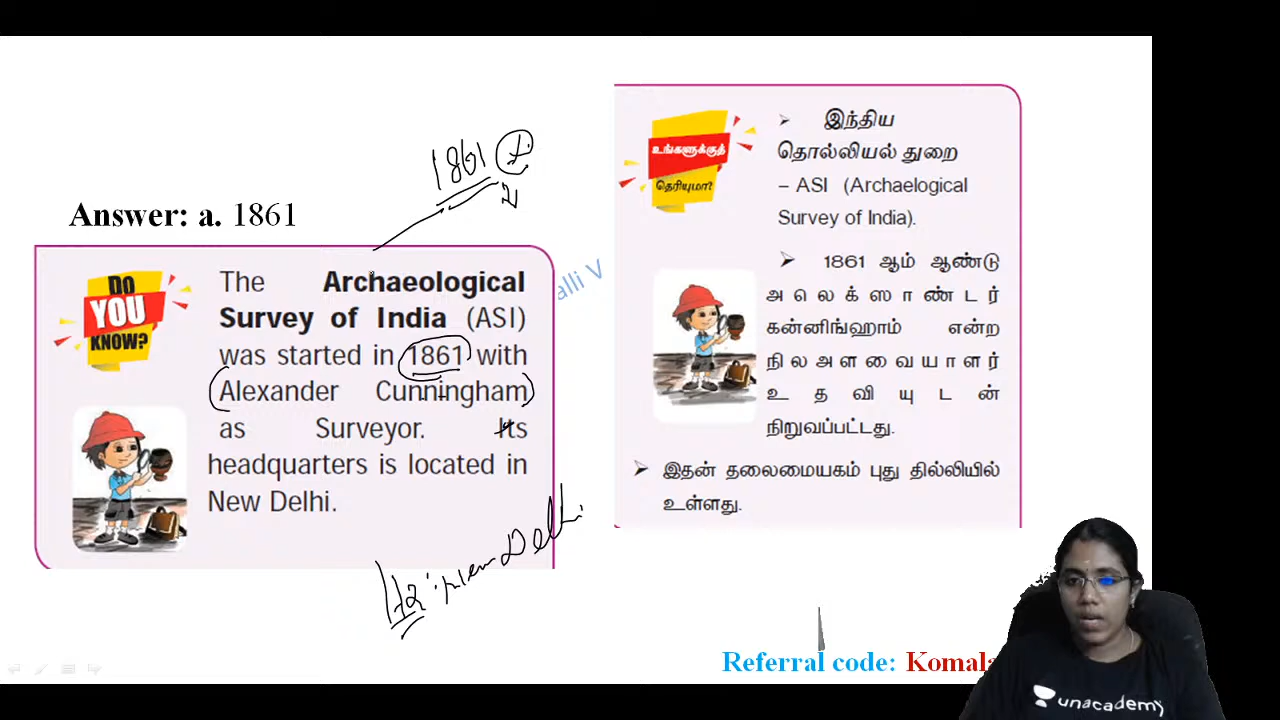 Answer: a. 1861
1861
DO
YOU
KNOW?
The Archaeological
Survey of India (ASI)
was started in 1861 with
Alexander Cunningham
as Surveyor. Its
headquarters is located in
New Delhi.
New Delhi
alli V
உங்களுக்குத்
தெரியுமா?
➢ இந்திய
தொல்லியல் துறை
– ASI (Archaelogical
Survey of India).
➢ 1861 ஆம் ஆண்டு
அலெக்ஸாண்டர்
கன்னிங்ஹாம் என்ற
நிலஅளவையாளர்
உதவியுடன்
நிறுவப்பட்டது.
➢ இதன் தலைமையகம் புது தில்லியில்
உள்ளது.
Referral code: Komala
unacademy